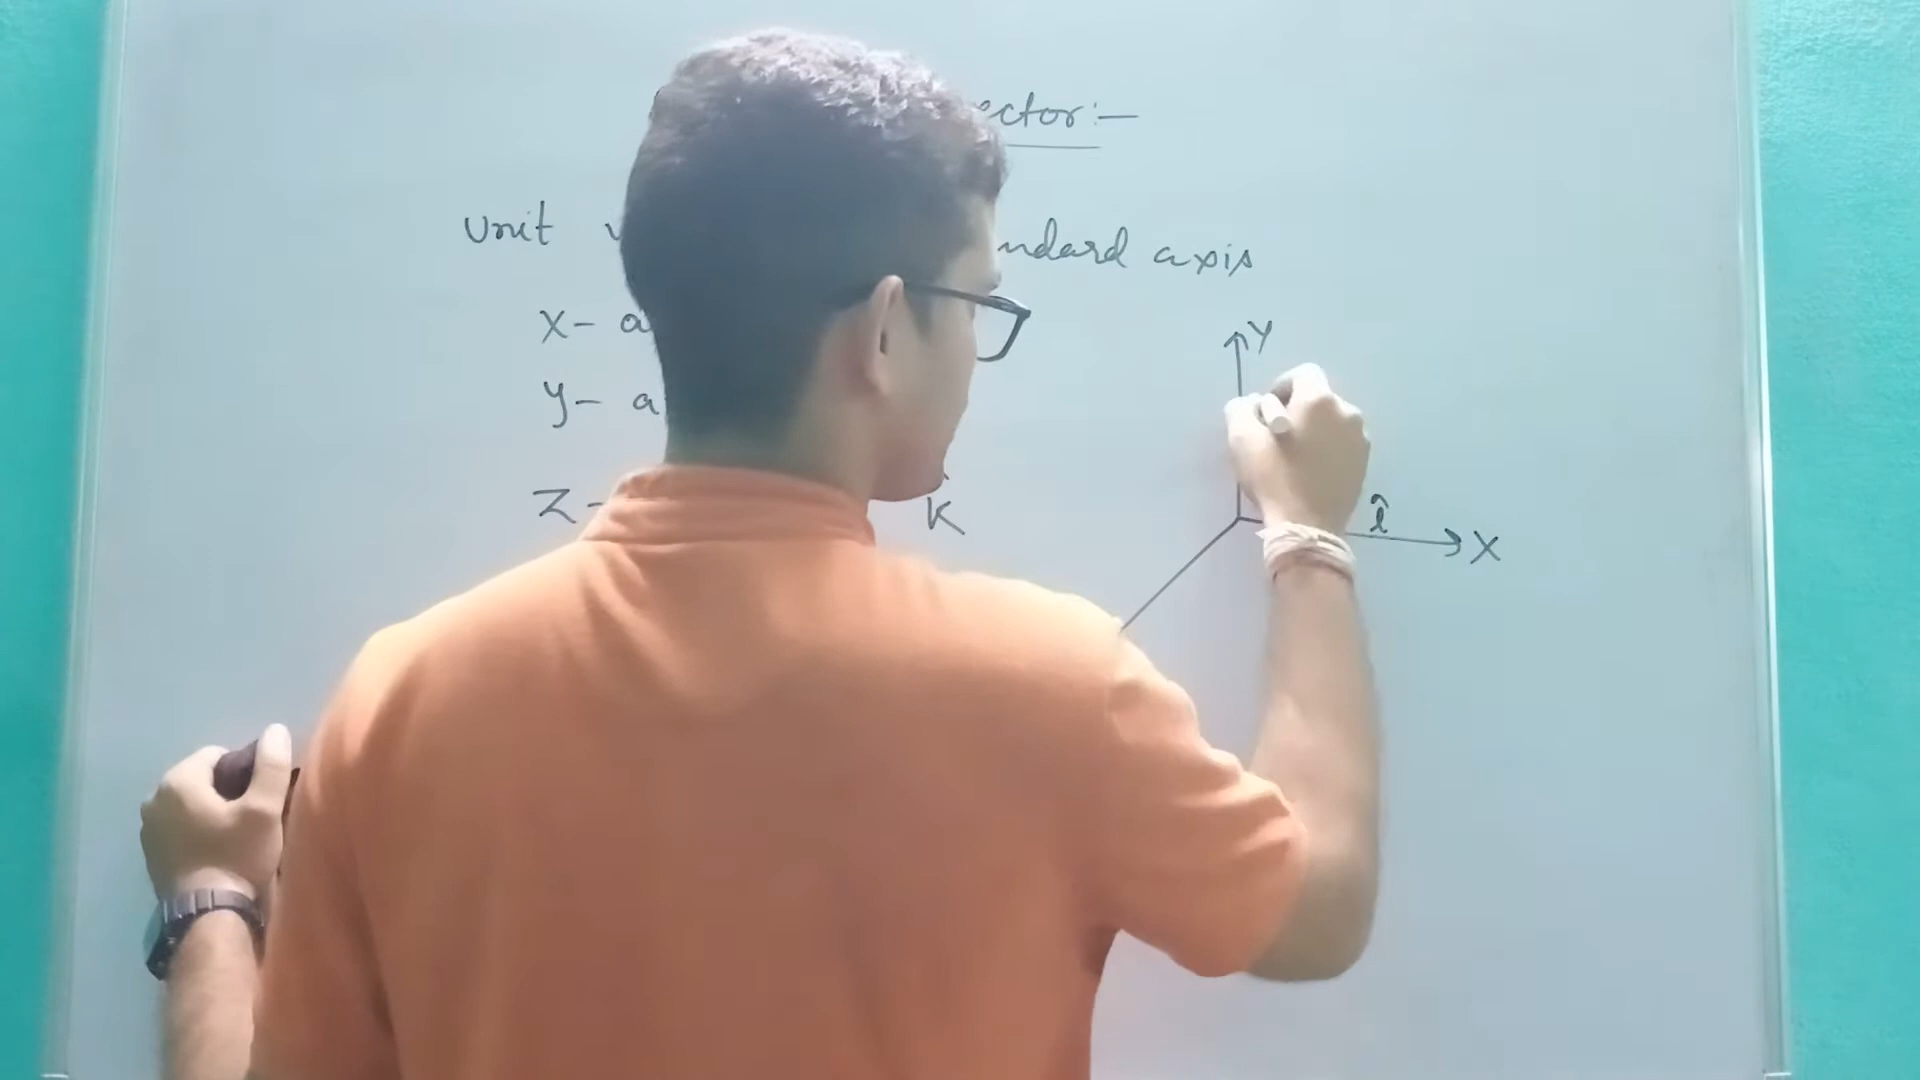 ector:-
Unit
ndard axis
X- a
Y- a
Z-
K
Y
î
X